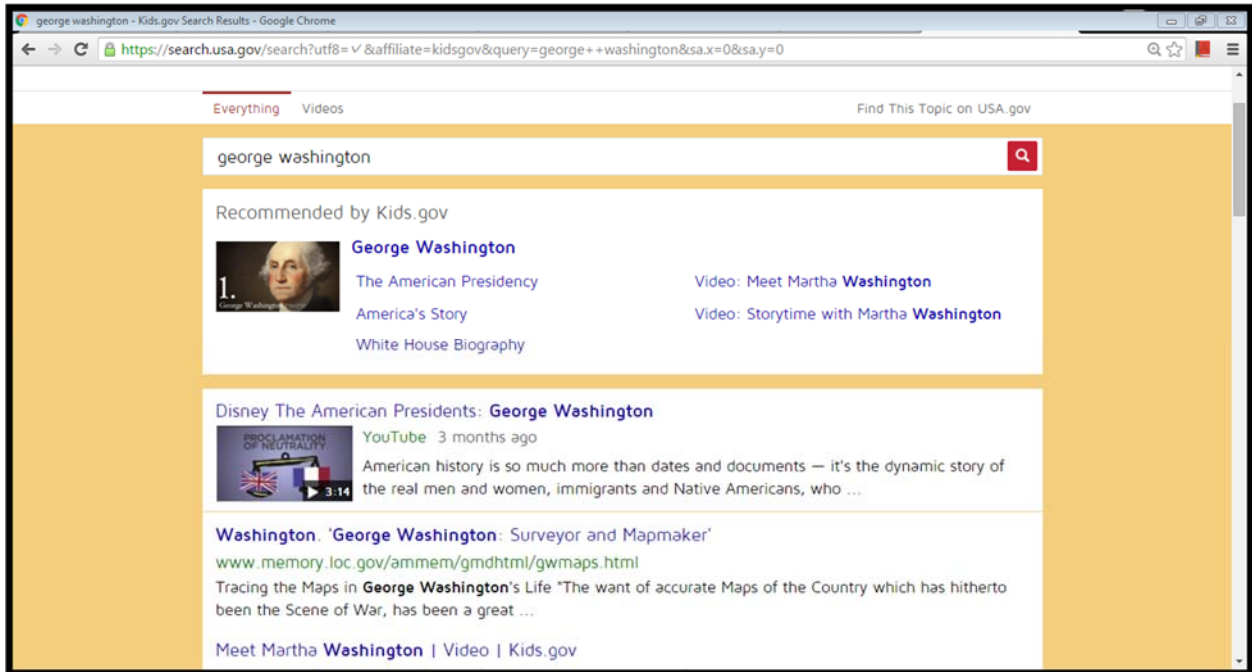 george washington - Kids.gov Search Results - Google Chrome
https://search.usa.gov/search?utf8=✓&affiliate=kidsgov&query=george++washington&sa.x=0&sa.y=0
Everything Videos Find This Topic on USA.gov
george washington
Recommended by Kids.gov
1.
George Washington
George Washington
The American Presidency Video: Meet Martha Washington
America's Story Video: Storytime with Martha Washington
White House Biography
Disney The American Presidents: George Washington
PROCLAMATION
OF NEUTRALITY
3:14
YouTube 3 months ago
American history is so much more than dates and documents — it's the dynamic story of
the real men and women, immigrants and Native Americans, who ...
Washington. 'George Washington: Surveyor and Mapmaker'
www.memory.loc.gov/ammem/gmdhtml/gwmaps.html
Tracing the Maps in George Washington's Life "The want of accurate Maps of the Country which has hitherto
been the Scene of War, has been a great ...
Meet Martha Washington | Video | Kids.gov